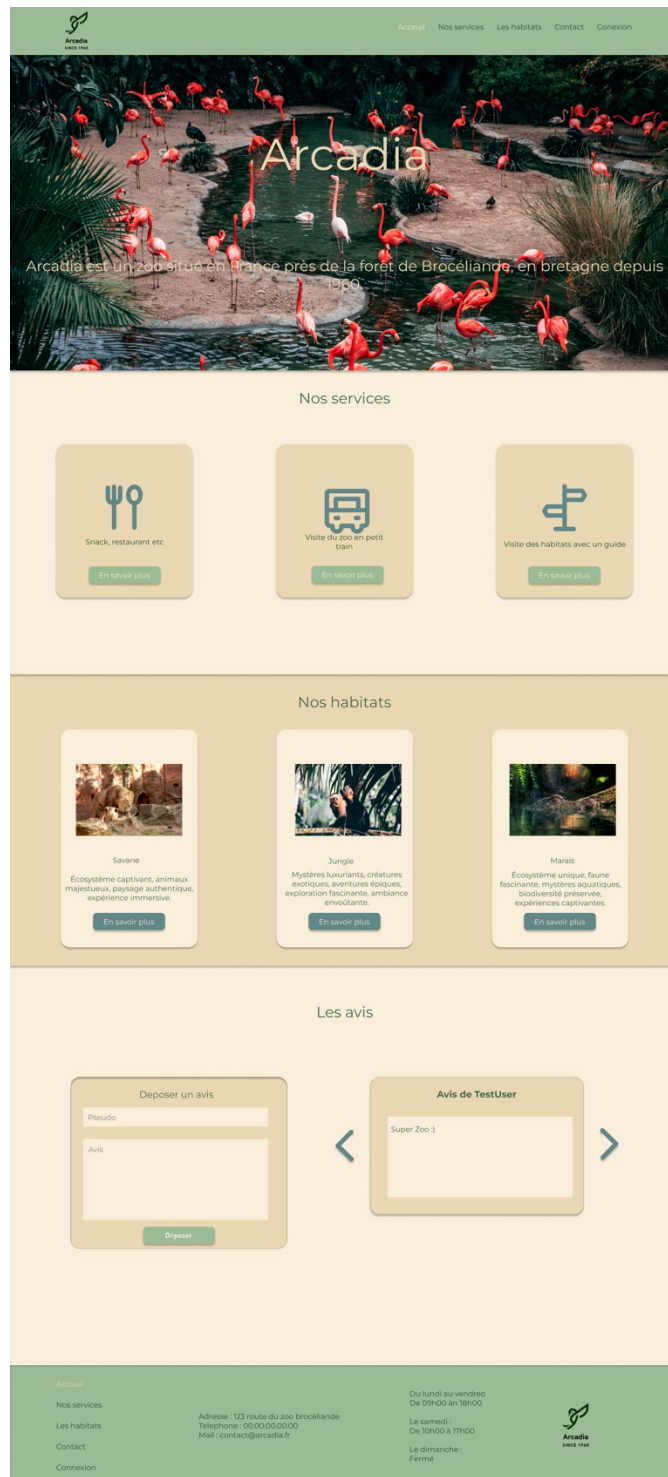 Arcadia
SINCE 1960
Acceuil Nos services Les habitats Contact Conexion
Arcadia
Arcadia est un zoo situé en France près de la foret de Brocéliande, en bretagne depuis
1960
Nos services
Snack, restaurant etc
En savoir plus
Visite du zoo en petit
train
En savoir plus
Visite des habitats avec un guide
En savoir plus
Nos habitats
Savane
Écosystème captivant, animaux
majestueux, paysage authentique,
expérience immersive.
En savoir plus
Jungle
Mystères luxuriants, créatures
exotiques, aventures épiques,
exploration fascinante, ambiance
envoûtante.
En savoir plus
Marais
Écosystème unique, faune
fascinante, mystères aquatiques,
biodiversité préservée,
expériences captivantes.
En savoir plus
Les avis
Deposer un avis
Pseudo
Avis
Déposer
Avis de TestUser
Super Zoo :)
Acceuil
Nos services
Les habitats
Contact
Connexion
Adresse : 123 route du zoo brocéliande
Telephone : 00.00.00.00.00
Mail : contact@arcadia.fr
Du lundi au vendrec
De 09h00 àn 18h00
Le samedi :
De 10h00 à 17h00
Le dimanche :
Fermé
Arcadia
SINCE 1960